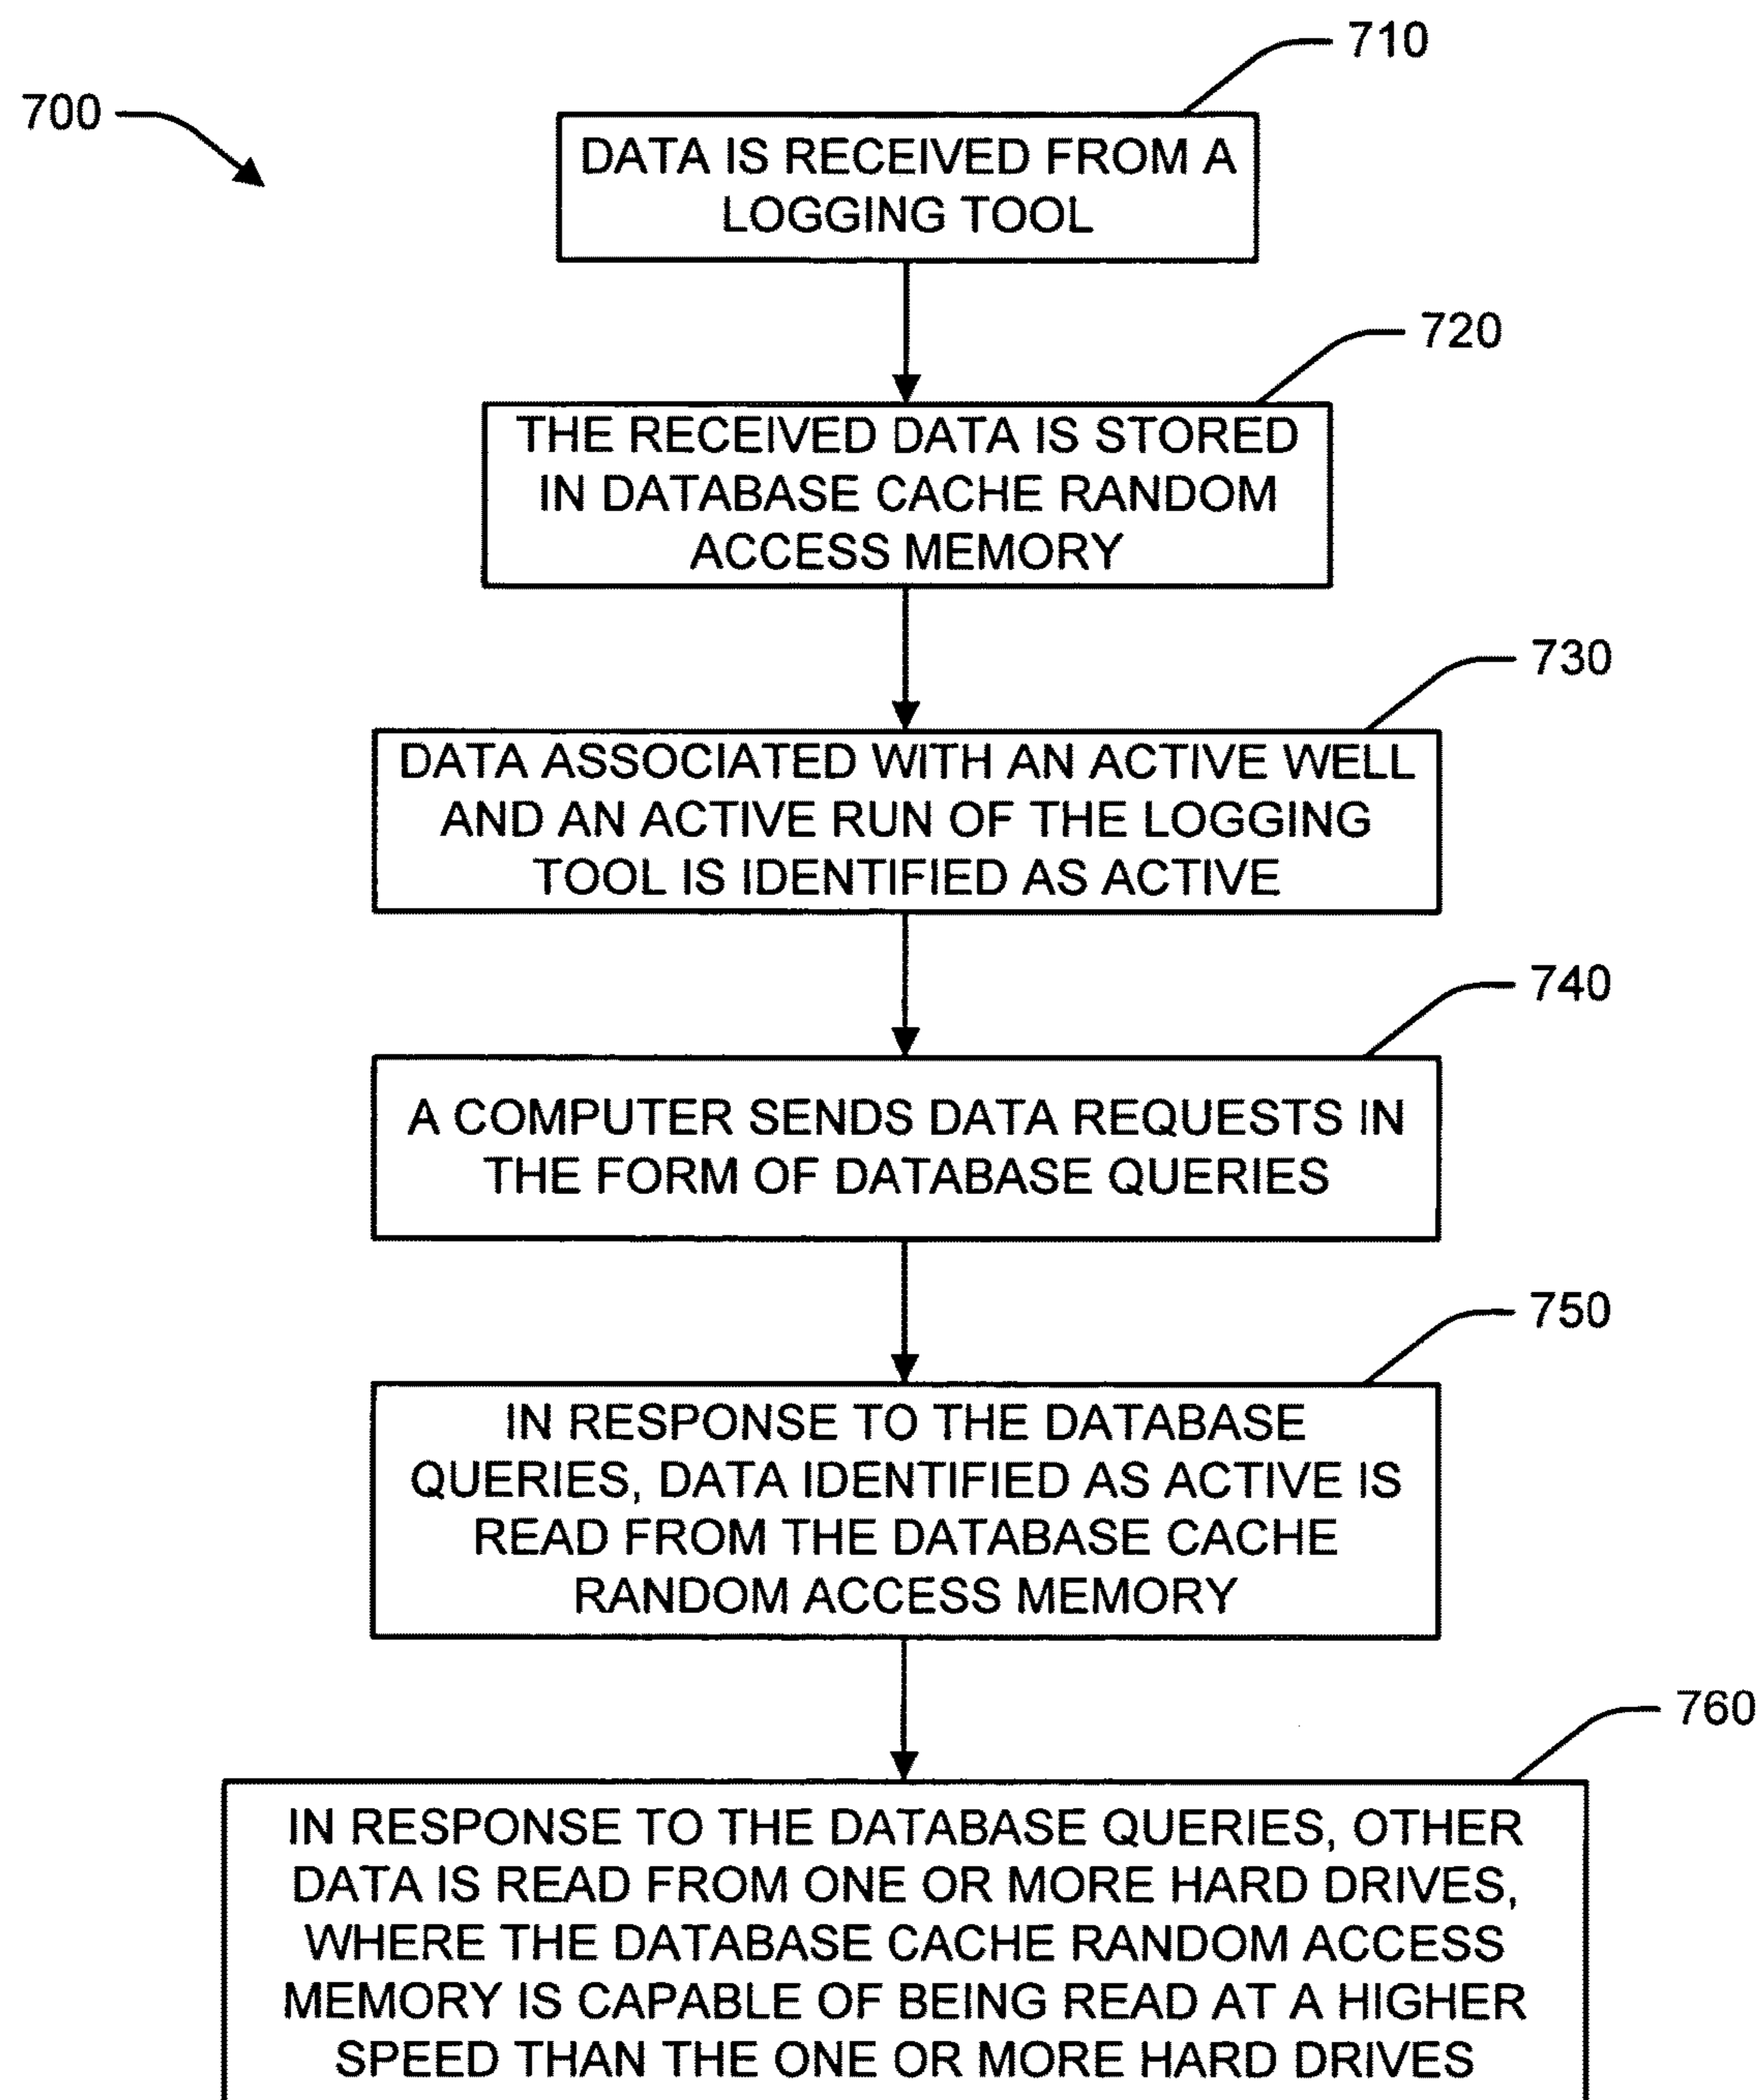 710
700
DATA IS RECEIVED FROM A
LOGGING TOOL
720
THE RECEIVED DATA IS STORED
IN DATABASE CACHE RANDOM
ACCESS MEMORY
730
DATA ASSOCIATED WITH AN ACTIVE WELL
AND AN ACTIVE RUN OF THE LOGGING
TOOL IS IDENTIFIED AS ACTIVE
740
A COMPUTER SENDS DATA REQUESTS IN
THE FORM OF DATABASE QUERIES
750
IN RESPONSE TO THE DATABASE
QUERIES, DATA IDENTIFIED AS ACTIVE IS
READ FROM THE DATABASE CACHE
RANDOM ACCESS MEMORY
760
IN RESPONSE TO THE DATABASE QUERIES, OTHER
DATA IS READ FROM ONE OR MORE HARD DRIVES,
WHERE THE DATABASE CACHE RANDOM ACCESS
MEMORY IS CAPABLE OF BEING READ AT A HIGHER
SPEED THAN THE ONE OR MORE HARD DRIVES